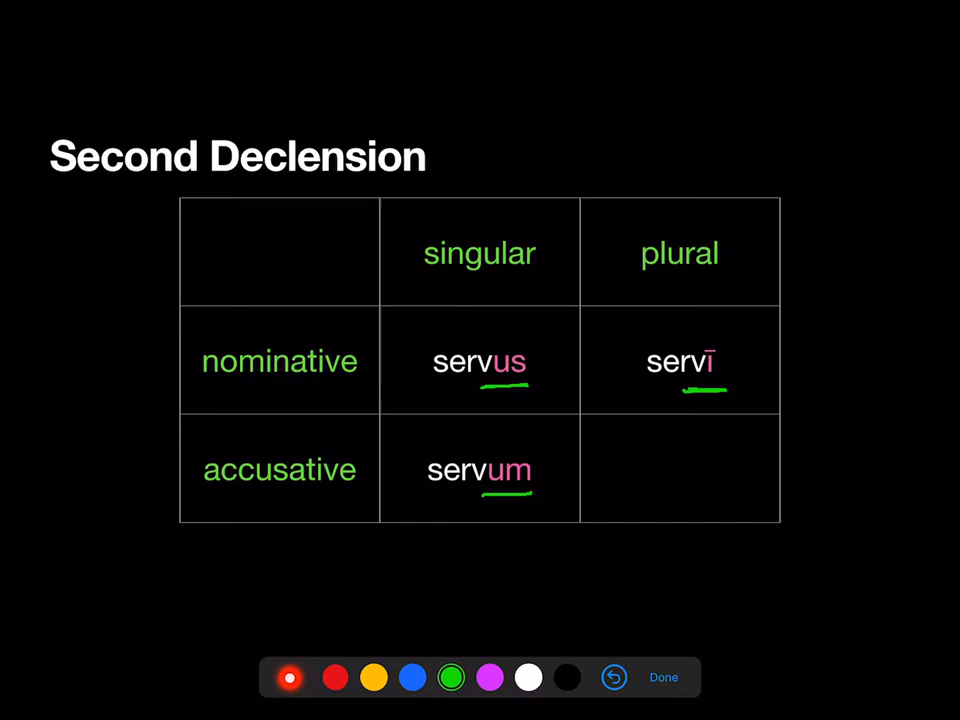 Second Declension
singular plural
nominative servus servī
accusative servum
Done